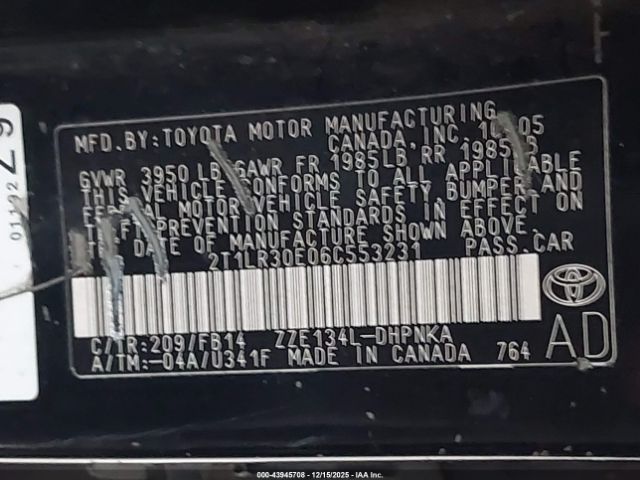 MFD. BY: TOYOTA MOTOR MANUFACTURING
CANADA, INC. 05
GVWR 3950 LB GAWR FR 1985LB RR
THIS VEHICLE CONFORMS TO ALL APPLICABLE
FEDERAL MOTOR VEHICLE SAFETY, BUMPER, AND
THEFT PREVENTION STANDARDS IN EFFECT ON
THE DATE OF MANUFACTURE SHOWN ABOVE.
2T1LR30E06C553231 PASS. CAR
C/TR:209/FB14 ZZE134L-DHPNKA
A/TM:-04A/U341F MADE IN CANADA 764
AD
000-43945708 - 12/15/2025 - IAAI, Inc.